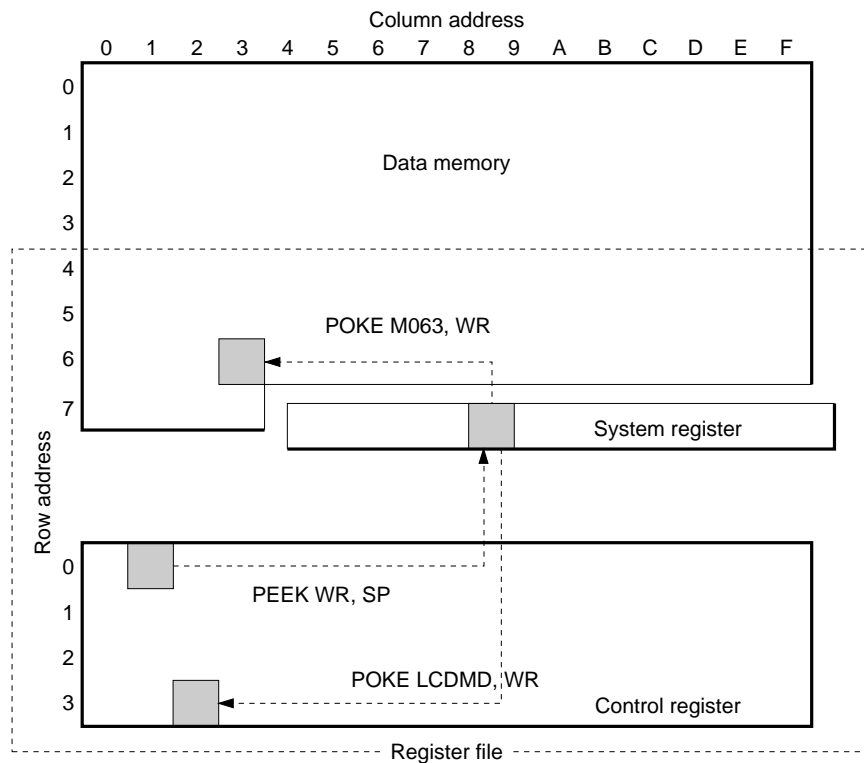 Column address
0 1 2 3 4 5 6 7 8 9 A B C D E F
0
1
2
3
4
5
6
7
Data memory
POKE M063, WR
System register
Row address
0
1
2
3
PEEK WR, SP
POKE LCDMD, WR
Control register
Register file